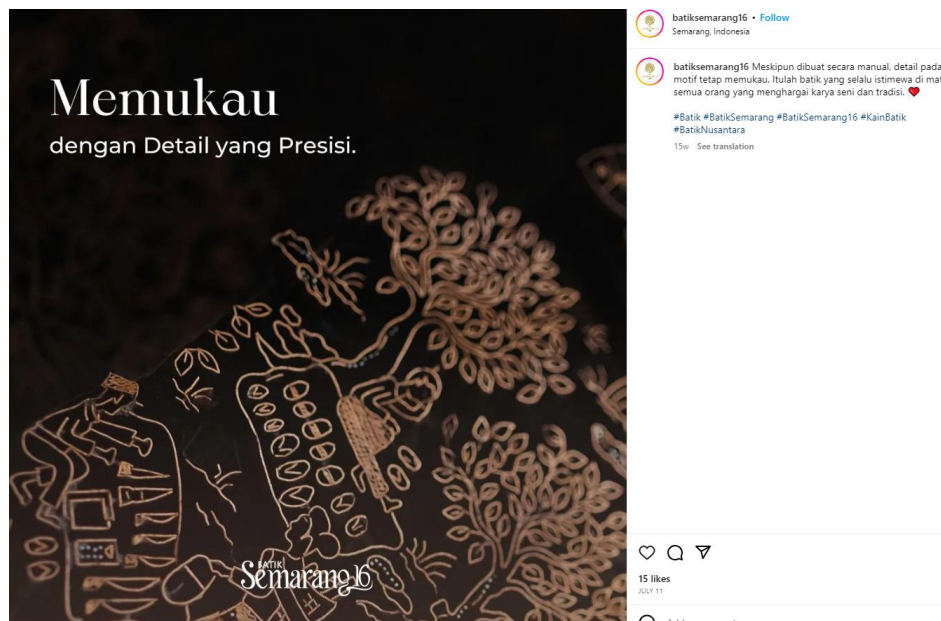 Memukau
dengan Detail yang Presisi.
BATIK
Semarang 16
batiksemarang16 • Follow
Semarang, Indonesia
batiksemarang16 Meskipun dibuat secara manual, detail pada
motif tetap memukau. Itulah batik yang selalu istimewa di
semua orang yang menghargai karya seni dan tradisi.
#Batik #BatikSemarang #BatikSemarang16 #KainBatik
#BatikNusantara
15w See translation
15 likes
JULY 11